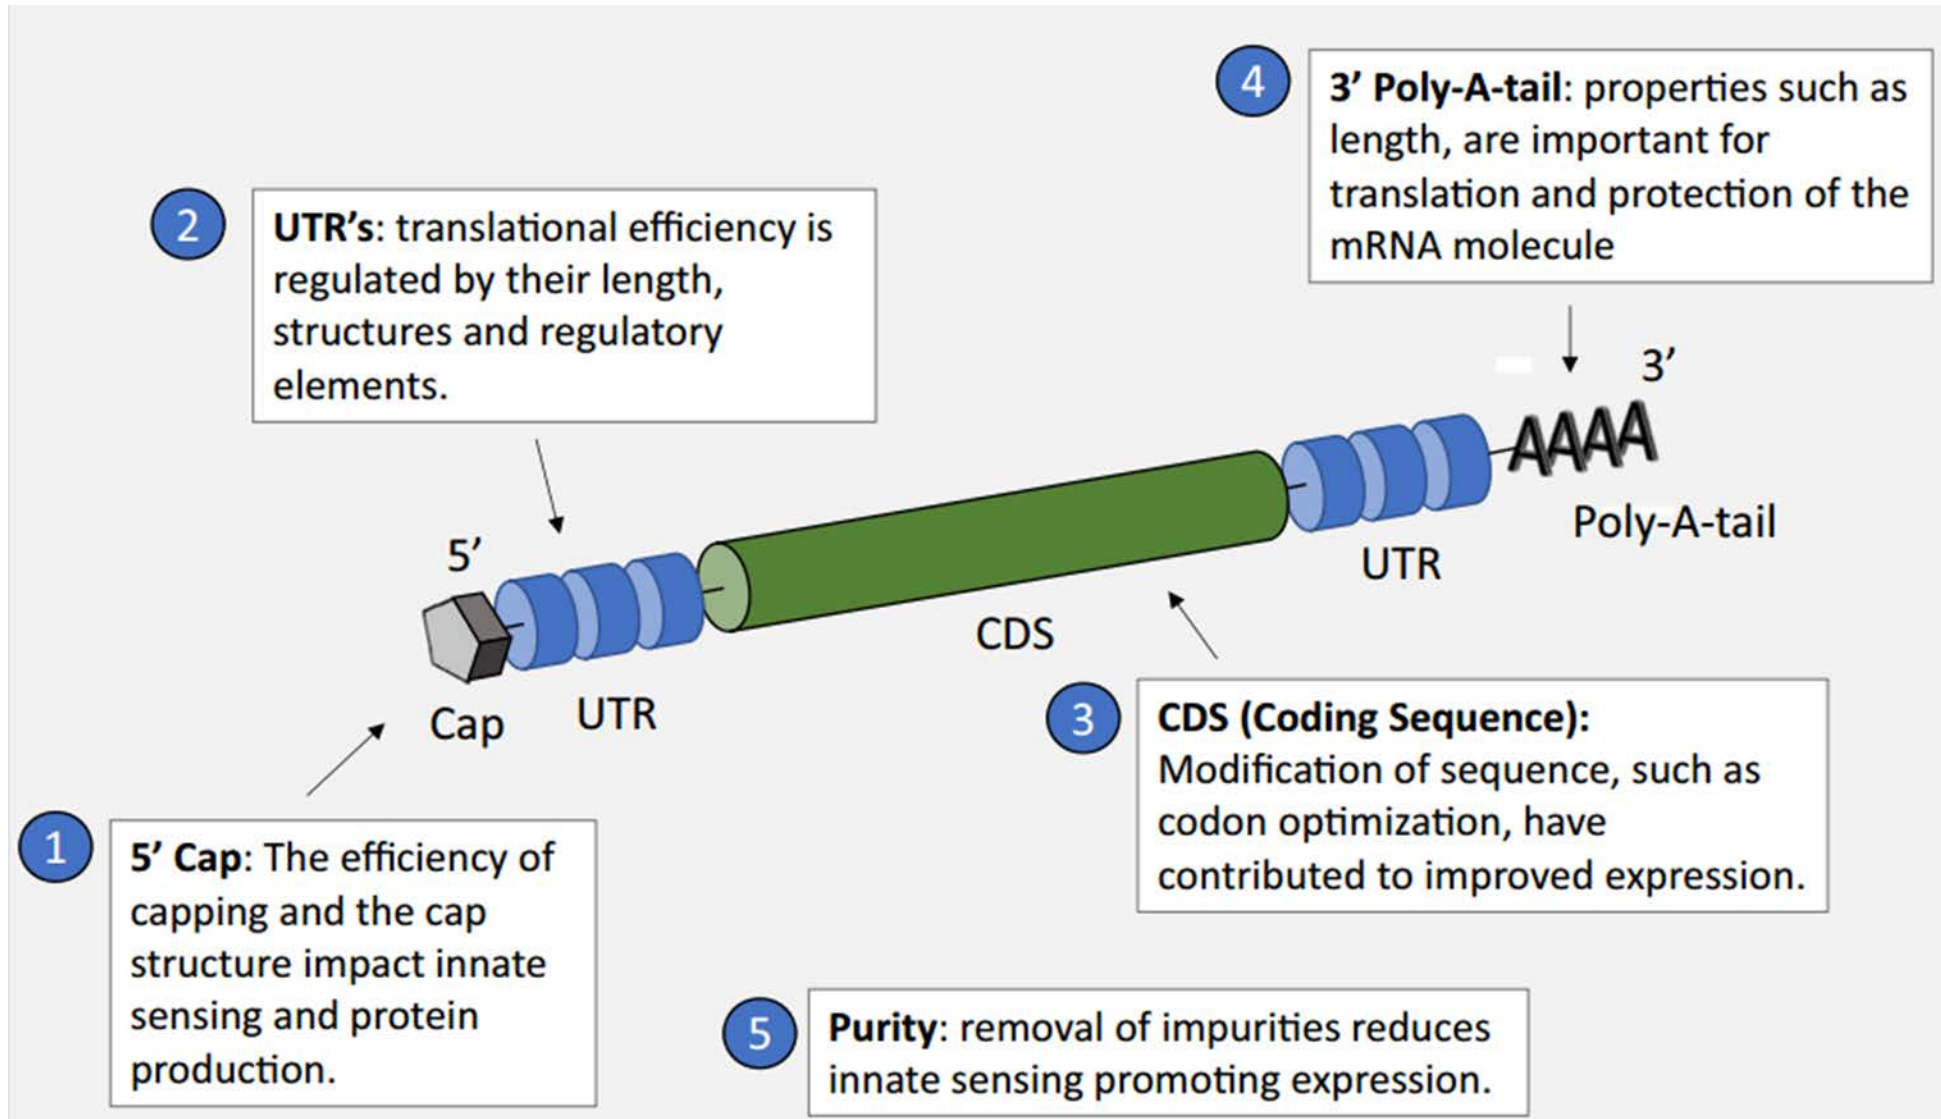 4
3’ Poly-A-tail: properties such as
length, are important for
translation and protection of the
mRNA molecule
2
UTR’s: translational efficiency is
regulated by their length,
structures and regulatory
elements.
3’
AAAA
Poly-A-tail
UTR
5’
CDS
Cap
UTR
3
CDS (Coding Sequence):
Modification of sequence, such as
codon optimization, have
contributed to improved expression.
1
5’ Cap: The efficiency of
capping and the cap
structure impact innate
sensing and protein
production.
5
Purity: removal of impurities reduces
innate sensing promoting expression.